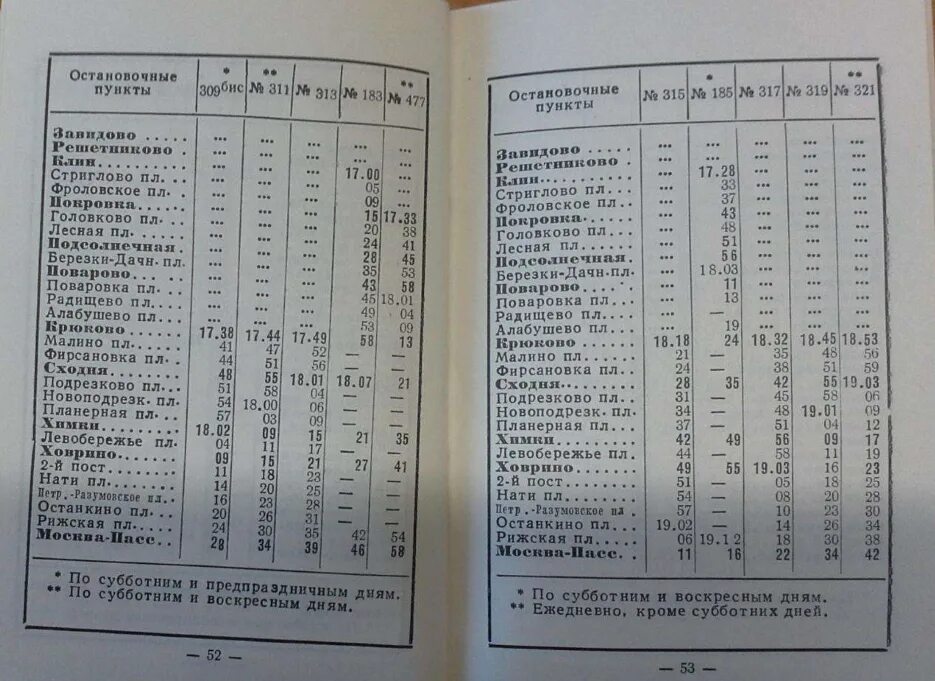 Остановочные пункты | * 309бис | ** № 311 | № 313 | № 183 | ** № 477
Завидово ..... ... ... ... ... ...
Решетниково . ... ... ... ... ...
Клин ........ ... ... ... 17.00 ...
Стриглово пл. .. ... ... ... 05 ...
Фроловское пл. . ... ... ... 09 ...
Покровка ...... ... ... ... 15 17.33
Головково пл. .. ... ... ... 20 38
Лесная пл. ... ... ... ... 24 41
Подсолнечная . ... ... ... 28 45
Березки-Дачн. пл. ... ... ... 35 53
Поварово ... . ... ... ... 43 58
Поваровка пл. .. ... ... ... 45 18.01
Радищево пл. .. ... ... ... 49 04
Алабушево пл. . ... ... ... 53 09
Крюково ..... 17.38 17.44 17.49 58 13
Малино пл. ... 41 47 52 — —
Фирсановка пл. . 44 51 56 — —
Сходня ...... 48 55 18.01 18.07 21
Подрезково пл. . 51 58 04 — —
Новоподрезк. пл. 54 18.00 06 — —
Планерная пл. . 57 03 09 — —
Химки ....... 18.02 09 15 21 35
Левобережье пл. 04 11 17 — —
Ховрино ..... 09 15 21 27 41
2-й пост ..... 11 18 23 — —
Нати пл. ..... 14 20 25 — —
Петр.-Разумовское пл. 16 23 28 — —
Останкино пл. . 20 26 31 — —
Рижская пл. .. 24 30 35 42 54
Москва-Пасс. . 28 34 39 46 58
* По субботним и предпраздничным дням.
** По субботним и воскресным дням.
— 52 —
Остановочные пункты | № 315 | * № 185 | № 317 | № 319 | ** № 321
Завидово ..... ... ... ... ... ...
Решетниково . ... ... ... ... ...
Клин ........ ... 17.28 ... ... ...
Стриглово пл. .. ... 33 ... ... ...
Фроловское пл. . ... 37 ... ... ...
Покровка ..... ... 43 ... ... ...
Головково пл. .. ... 48 ... ... ...
Лесная пл. ... ... 51 ... ... ...
Подсолнечная .. ... 56 ... ... ...
Березки-Дачн. пл. ... 18.03 ... ... ...
Поварово ..... ... 11 ... ... ...
Поваровка пл. . ... 13 ... ... ...
Радищево пл. .. ... — ... ... ...
Алабушево пл. . ... 19 ... ... ...
Крюково ..... 18.18 24 18.32 18.45 18.53
Малино пл. ... 21 — 35 48 56
Фирсановка пл. . 24 — 38 51 59
Сходня ...... 28 35 42 55 19.03
Подрезково пл. . 31 — 45 58 06
Новоподрезк. пл. 34 — 48 19.01 09
Планерная пл. . 37 — 51 04 12
Химки ....... 42 49 56 09 17
Левобережье пл. 44 — 58 11 19
Ховрино ..... 49 55 19.03 16 23
2-й пост ..... 51 — 05 18 25
Нати пл. ..... 54 — 08 20 28
Петр.-Разумовское пл. 57 — 10 23 30
Останкино пл. . 19.02 — 14 26 34
Рижская пл. .. 06 19.12 18 30 38
Москва-Пасс. . 11 16 22 34 42
* По субботним и воскресным дням.
** Ежедневно, кроме субботних дней.
— 53 —